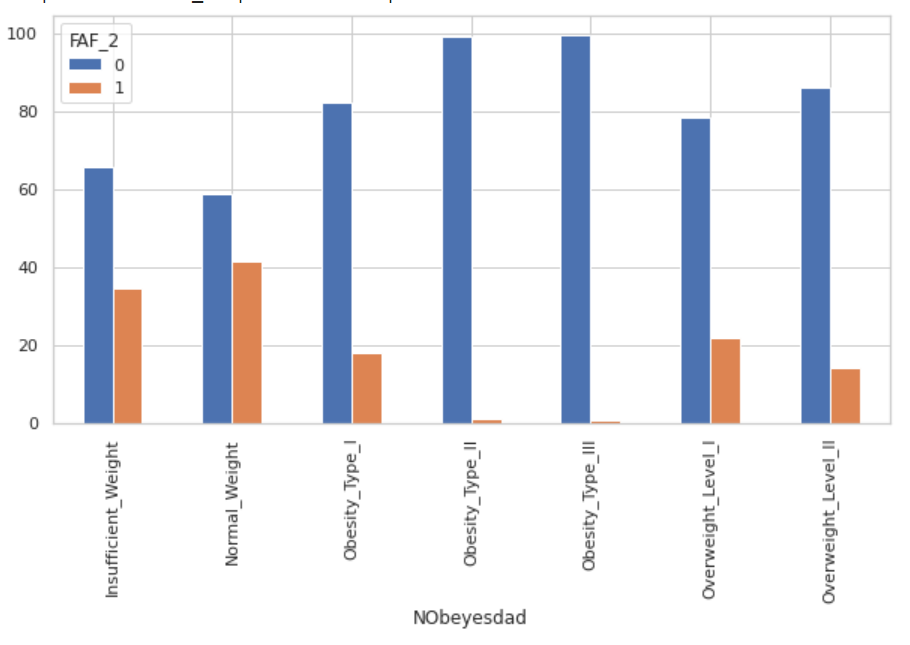 FAF_2
0
1
100
80
60
40
20
0
Insufficient_Weight
Normal_Weight
Obesity_Type_I
Obesity_Type_II
Obesity_Type_III
Overweight_Level_I
Overweight_Level_II
NObeyesdad